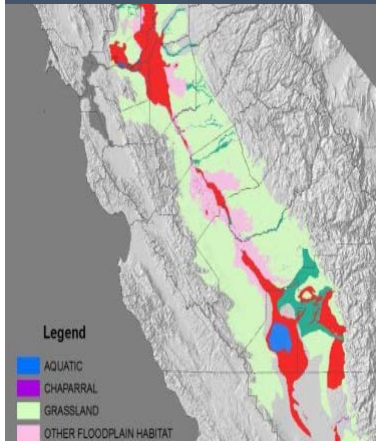 Legend
AQUATIC
CHAPARRAL
GRASSLAND
OTHER FLOODPLAIN HABITAT